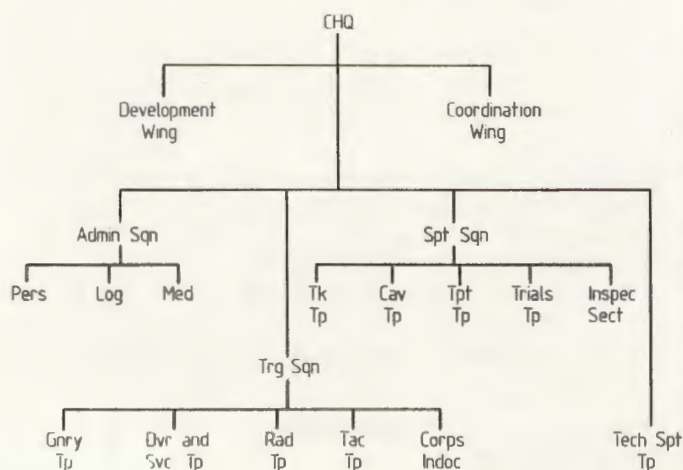 CHQ
Development
Wing
Coordination
Wing
Admin Sqn
Spt Sqn
Pers
Log
Med
Tk
Tp
Cav
Tp
Tpt
Tp
Trials
Tp
Inspec
Sect
Trg Sqn
Gnry
Tp
Dvr and
Svc Tp
Rad
Tp
Tac
Tp
Corps
Indoc
Tech Spt
Tp